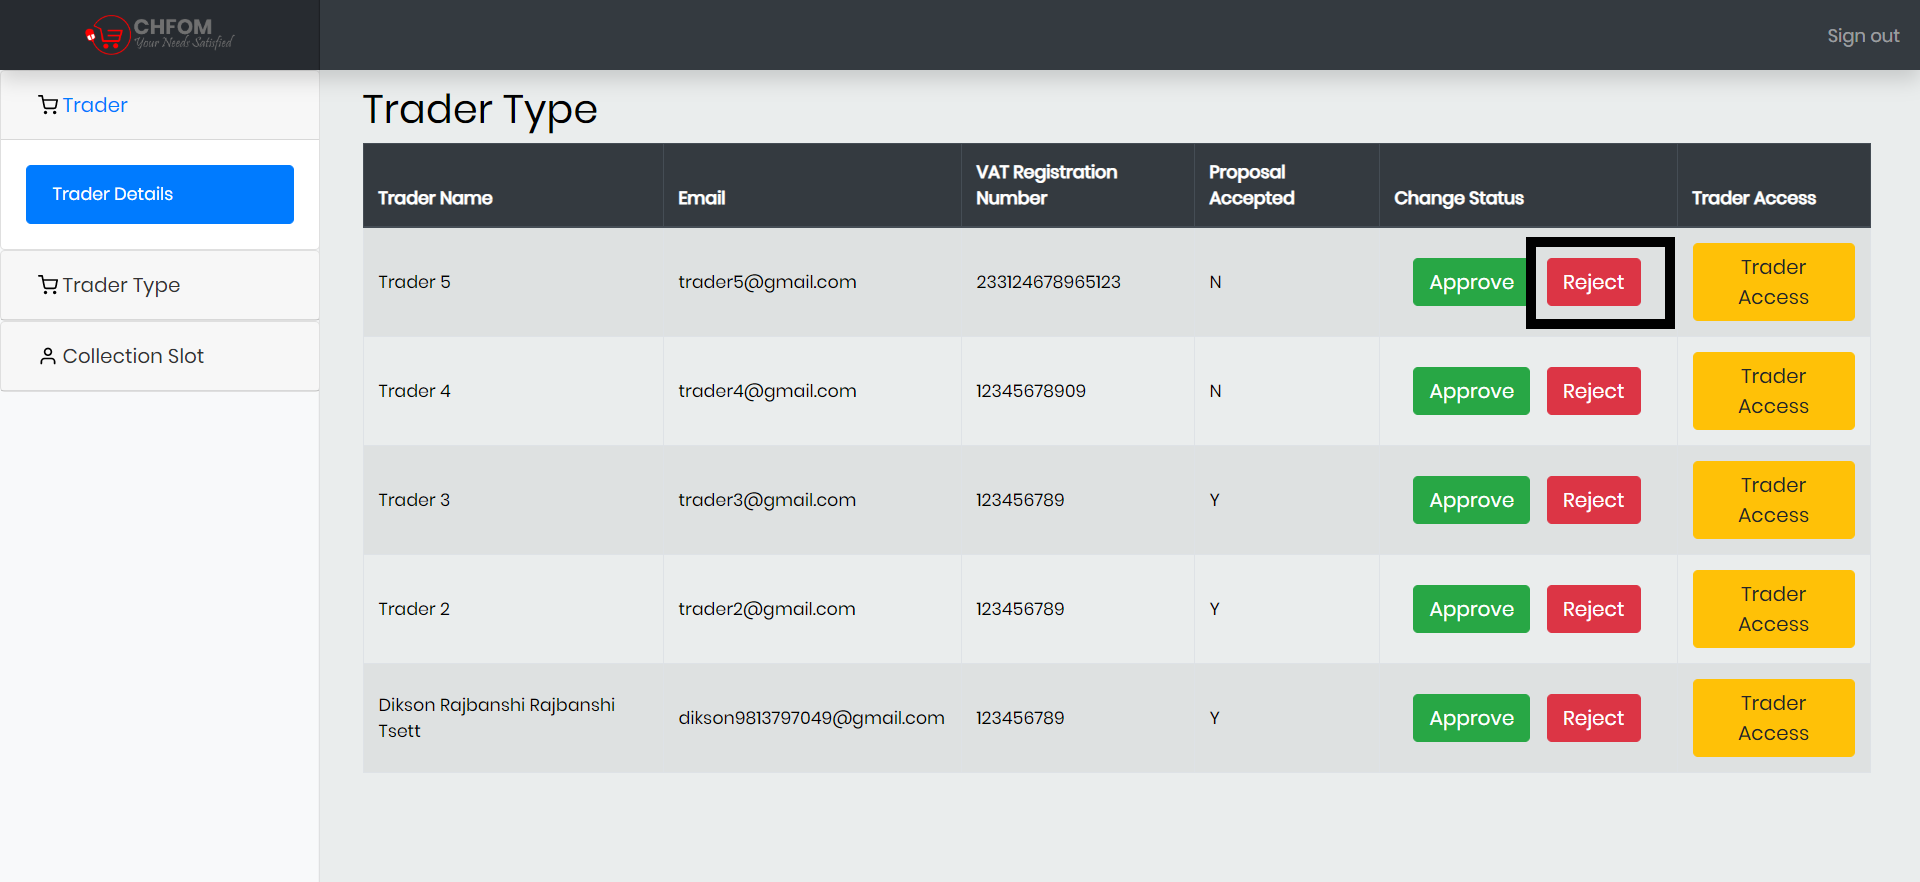 CHFOM
Your Needs Satisfied
Sign out
Trader
Trader Details
Trader Type
Collection Slot
Trader Type
Trader Name Email VAT Registration Number Proposal Accepted Change Status Trader Access
Trader 5 trader5@gmail.com 233124678965123 N Approve Reject Trader Access
Trader 4 trader4@gmail.com 12345678909 N Approve Reject Trader Access
Trader 3 trader3@gmail.com 123456789 Y Approve Reject Trader Access
Trader 2 trader2@gmail.com 123456789 Y Approve Reject Trader Access
Dikson Rajbanshi Rajbanshi Tsett dikson9813797049@gmail.com 123456789 Y Approve Reject Trader Access